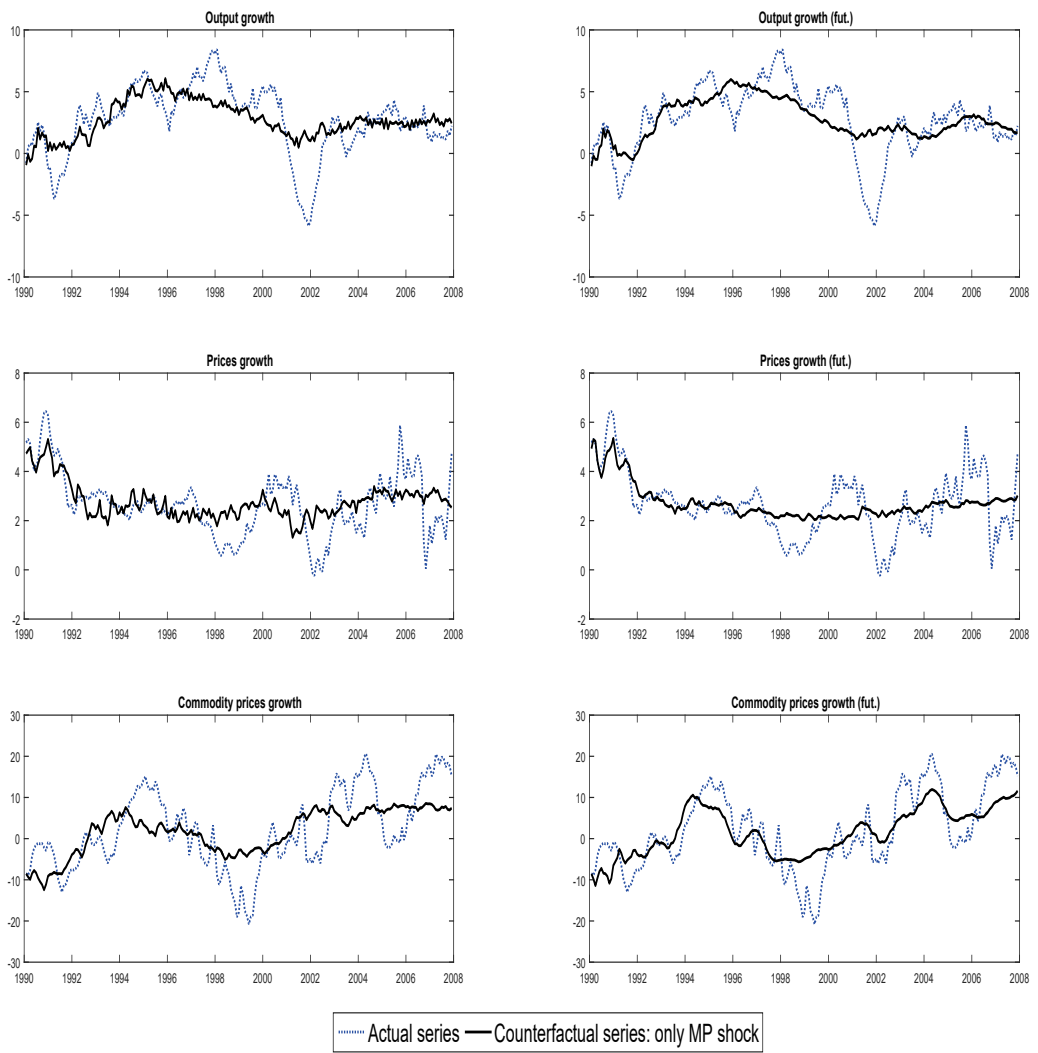 Output growth
10
5
0
-5
-10
1990 1992 1994 1996 1998 2000 2002 2004 2006 2008
Output growth (fut.)
10
5
0
-5
-10
1990 1992 1994 1996 1998 2000 2002 2004 2006 2008
Prices growth
8
6
4
2
0
-2
1990 1992 1994 1996 1998 2000 2002 2004 2006 2008
Prices growth (fut.)
8
6
4
2
0
-2
1990 1992 1994 1996 1998 2000 2002 2004 2006 2008
Commodity prices growth
30
20
10
0
-10
-20
-30
1990 1992 1994 1996 1998 2000 2002 2004 2006 2008
Commodity prices growth (fut.)
30
20
10
0
-10
-20
-30
1990 1992 1994 1996 1998 2000 2002 2004 2006 2008
Actual series Counterfactual series: only MP shock